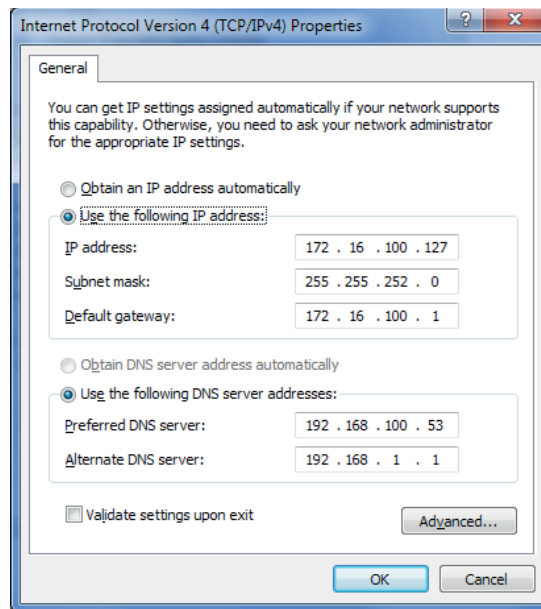 Internet Protocol Version 4 (TCP/IPv4) Properties
General
You can get IP settings assigned automatically if your network supports
this capability. Otherwise, you need to ask your network administrator
for the appropriate IP settings.
Obtain an IP address automatically
Use the following IP address:
IP address: 172 . 16 . 100 . 127
Subnet mask: 255 . 255 . 252 . 0
Default gateway: 172 . 16 . 100 . 1
Obtain DNS server address automatically
Use the following DNS server addresses:
Preferred DNS server: 192 . 168 . 100 . 53
Alternate DNS server: 192 . 168 . 1 . 1
Validate settings upon exit
Advanced...
OK Cancel